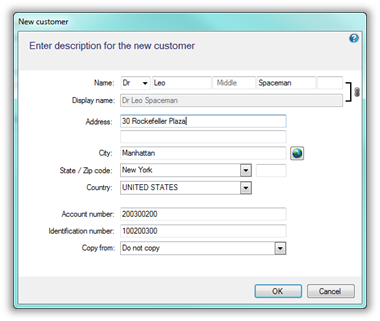 New customer
Enter description for the new customer
?
Name: Dr Leo Middle Spaceman
Display name: Dr Leo Spaceman
Address: 30 Rockefeller Plaza
City: Manhattan
State / Zip code: New York
Country: UNITED STATES
Account number: 200300200
Identification number: 100200300
Copy from: Do not copy
OK Cancel